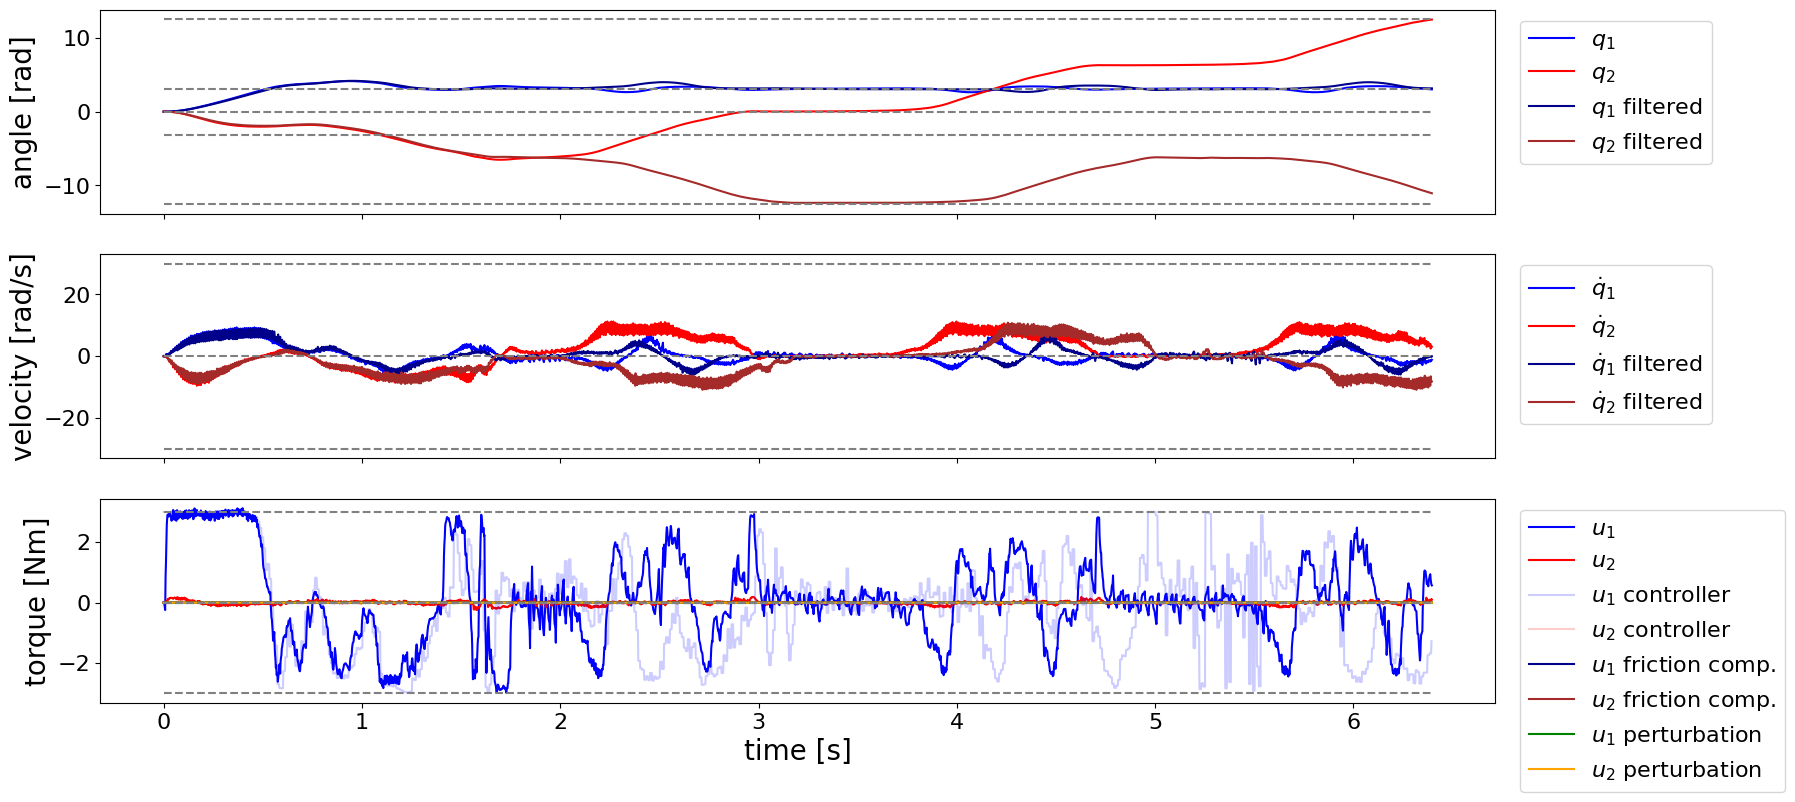 angle [rad]
10
0
−10
q₁
q₂
q₁ filtered
q₂ filtered
velocity [rad/s]
20
0
−20
q̇₁
q̇₂
q̇₁ filtered
q̇₂ filtered
torque [Nm]
2
0
−2
0 1 2 3 4 5 6
time [s]
u₁
u₂
u₁ controller
u₂ controller
u₁ friction comp.
u₂ friction comp.
u₁ perturbation
u₂ perturbation